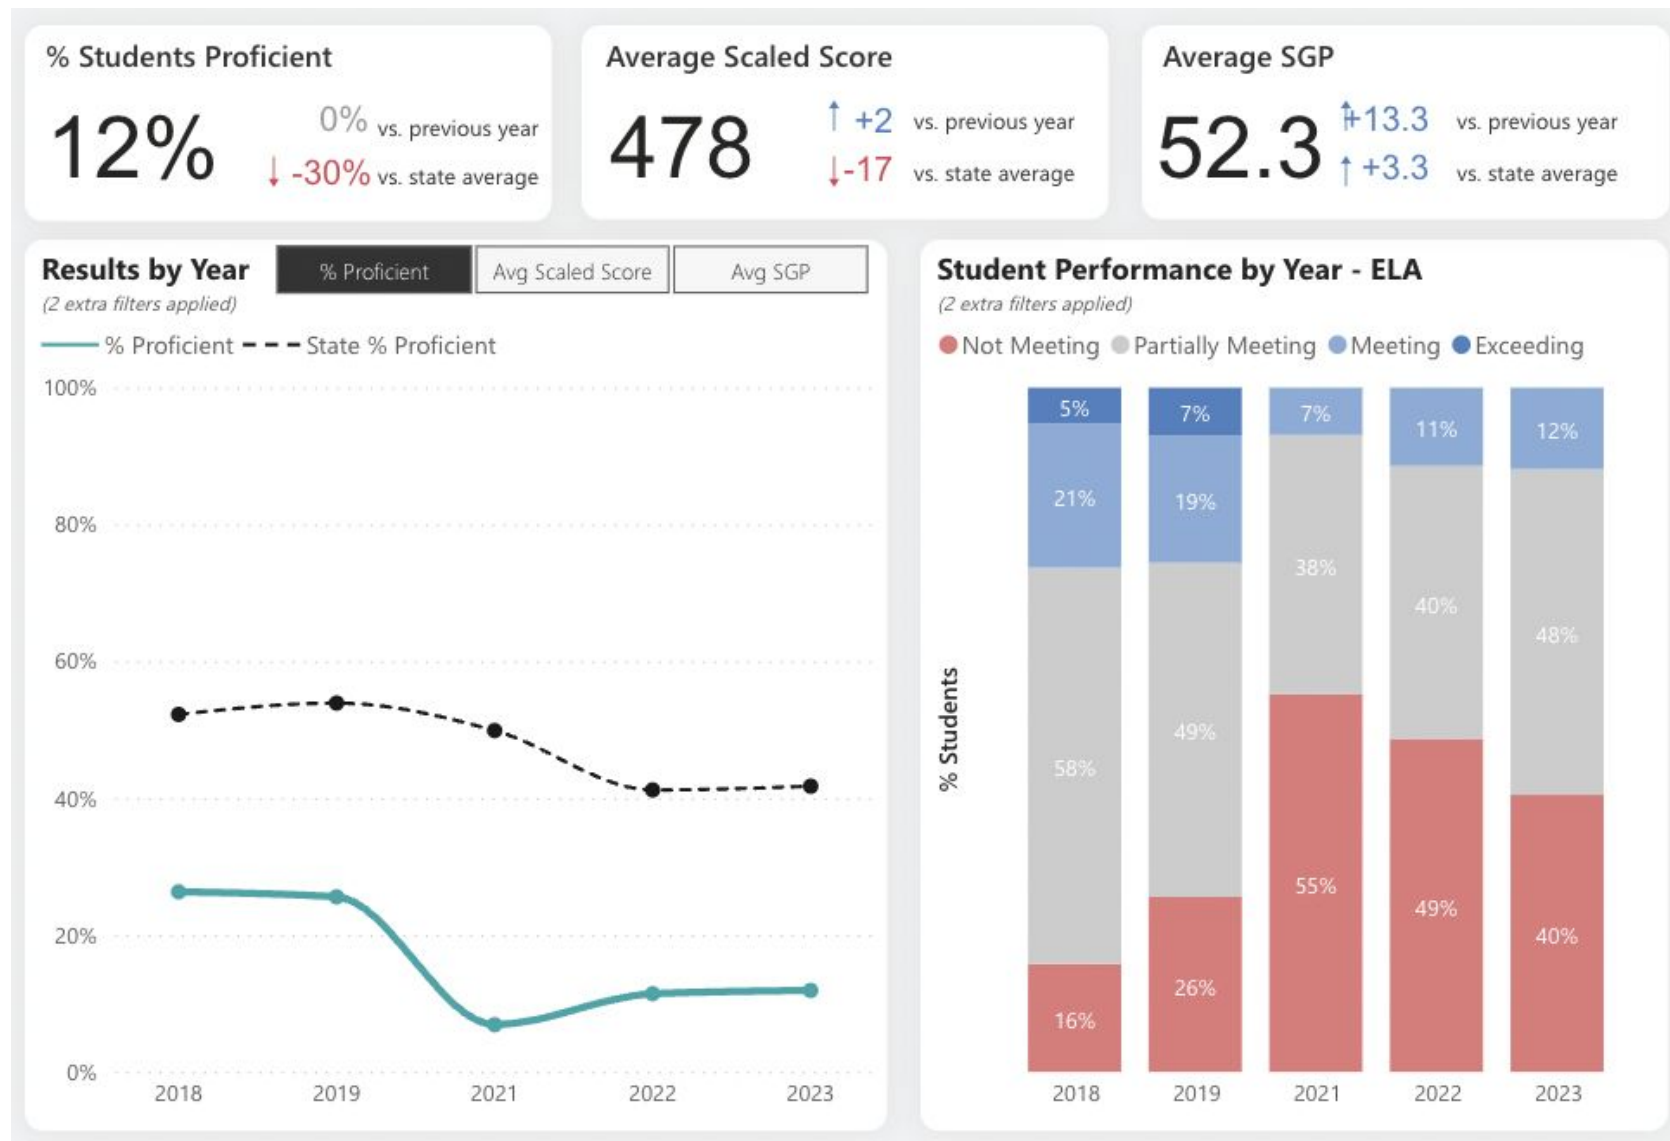 % Students Proficient
12%
0% vs. previous year
↓ -30% vs. state average
Average Scaled Score
478
↑ +2 vs. previous year
↓-17 vs. state average
Average SGP
52.3
↑+13.3 vs. previous year
↑ +3.3 vs. state average
Results by Year
% Proficient
Avg Scaled Score
Avg SGP
(2 extra filters applied)
% Proficient
State % Proficient
100%
80%
60%
40%
20%
0%
2018 2019 2021 2022 2023
Student Performance by Year - ELA
(2 extra filters applied)
Not Meeting Partially Meeting Meeting Exceeding
% Students
5% 7% 7% 11% 12%
21% 19% 38% 40% 48%
58% 49% 55% 49% 40%
16% 26%
2018 2019 2021 2022 2023